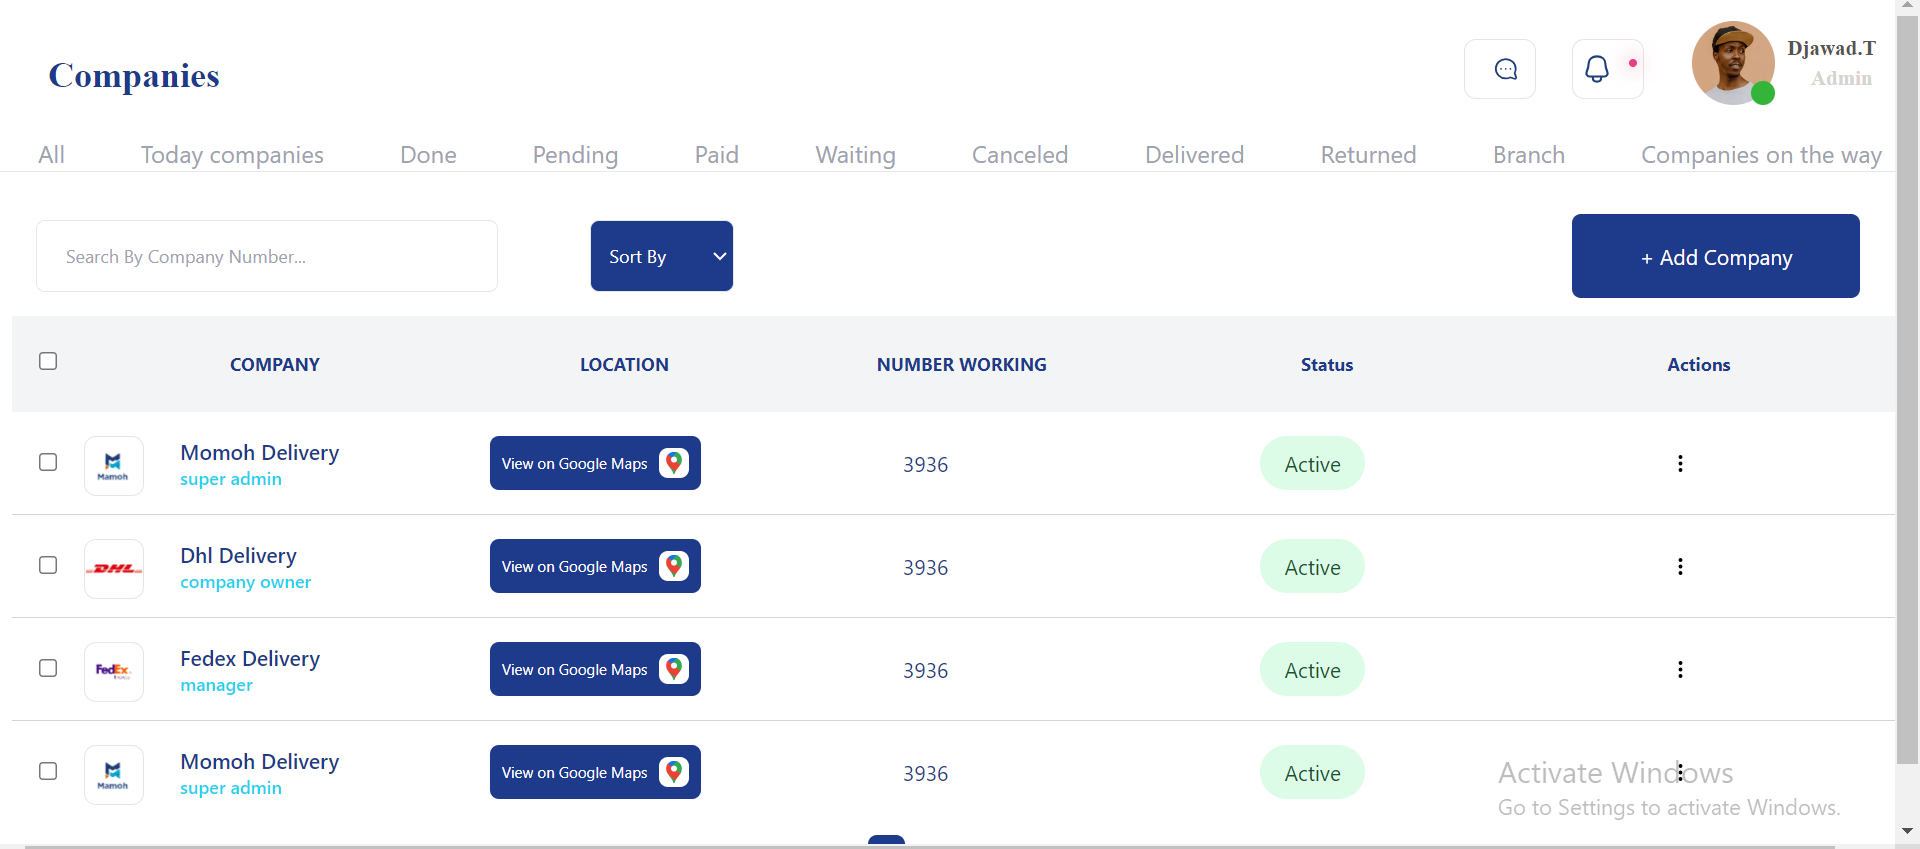 Companies
Djawad.T
Admin
All Today companies Done Pending Paid Waiting Canceled Delivered Returned Branch Companies on the way
Search By Company Number...
Sort By
+ Add Company
COMPANY LOCATION NUMBER WORKING Status Actions
Mamoh
Momoh Delivery
super admin
View on Google Maps
3936
Active
DHL
Dhl Delivery
company owner
View on Google Maps
3936
Active
FedEx
Fedex Delivery
manager
View on Google Maps
3936
Active
Mamoh
Momoh Delivery
super admin
View on Google Maps
3936
Active
Activate Windows
Go to Settings to activate Windows.